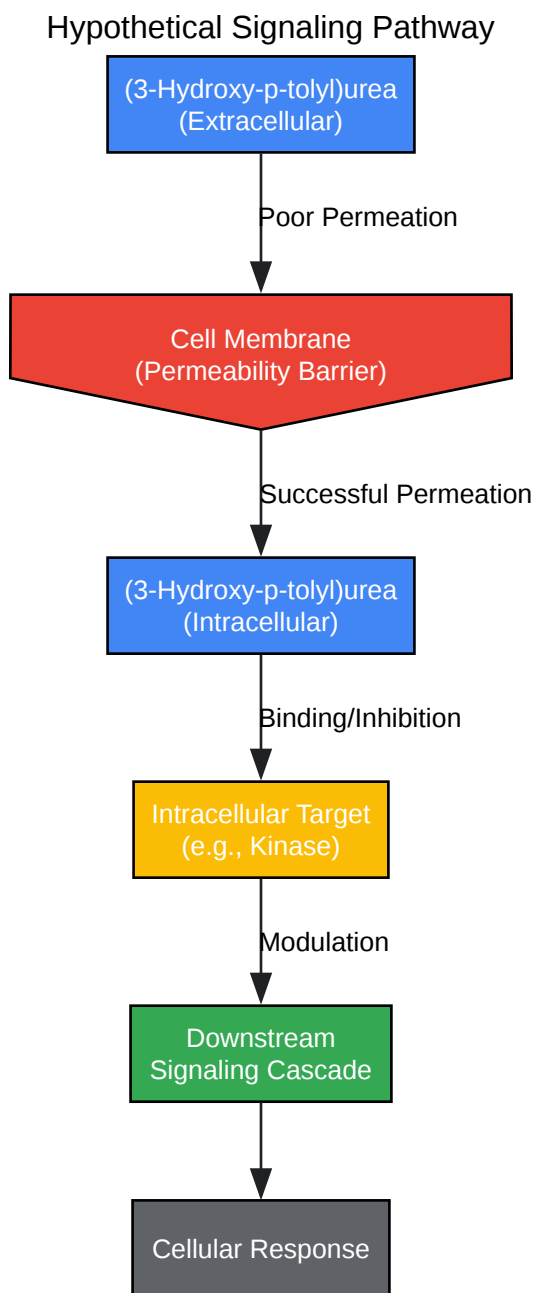 Hypothetical Signaling Pathway
(3-Hydroxy-p-tolyl)urea
(Extracellular)
Poor Permeation
Cell Membrane
(Permeability Barrier)
Successful Permeation
(3-Hydroxy-p-tolyl)urea
(Intracellular)
Binding/Inhibition
Intracellular Target
(e.g., Kinase)
Modulation
Downstream
Signaling Cascade
Cellular Response